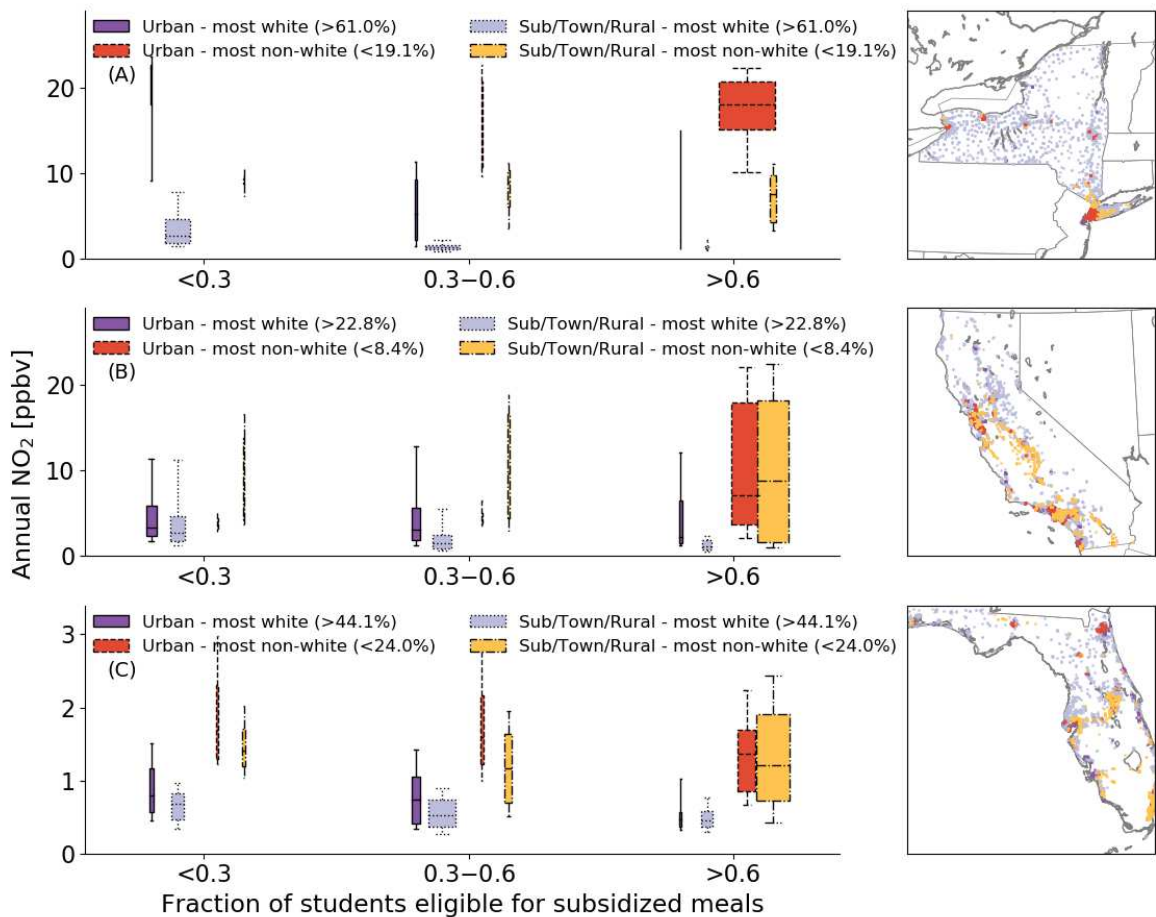 Urban - most white (>61.0%)
Sub/Town/Rural - most white (>61.0%)
Urban - most non-white (<19.1%)
Sub/Town/Rural - most non-white (<19.1%)
(A)
20
10
0
<0.3
0.3−0.6
>0.6
Urban - most white (>22.8%)
Sub/Town/Rural - most white (>22.8%)
Urban - most non-white (<8.4%)
Sub/Town/Rural - most non-white (<8.4%)
(B)
20
10
0
<0.3
0.3−0.6
>0.6
Annual NO₂ [ppbv]
Urban - most white (>44.1%)
Sub/Town/Rural - most white (>44.1%)
Urban - most non-white (<24.0%)
Sub/Town/Rural - most non-white (<24.0%)
(C)
3
2
1
0
<0.3
0.3−0.6
>0.6
Fraction of students eligible for subsidized meals